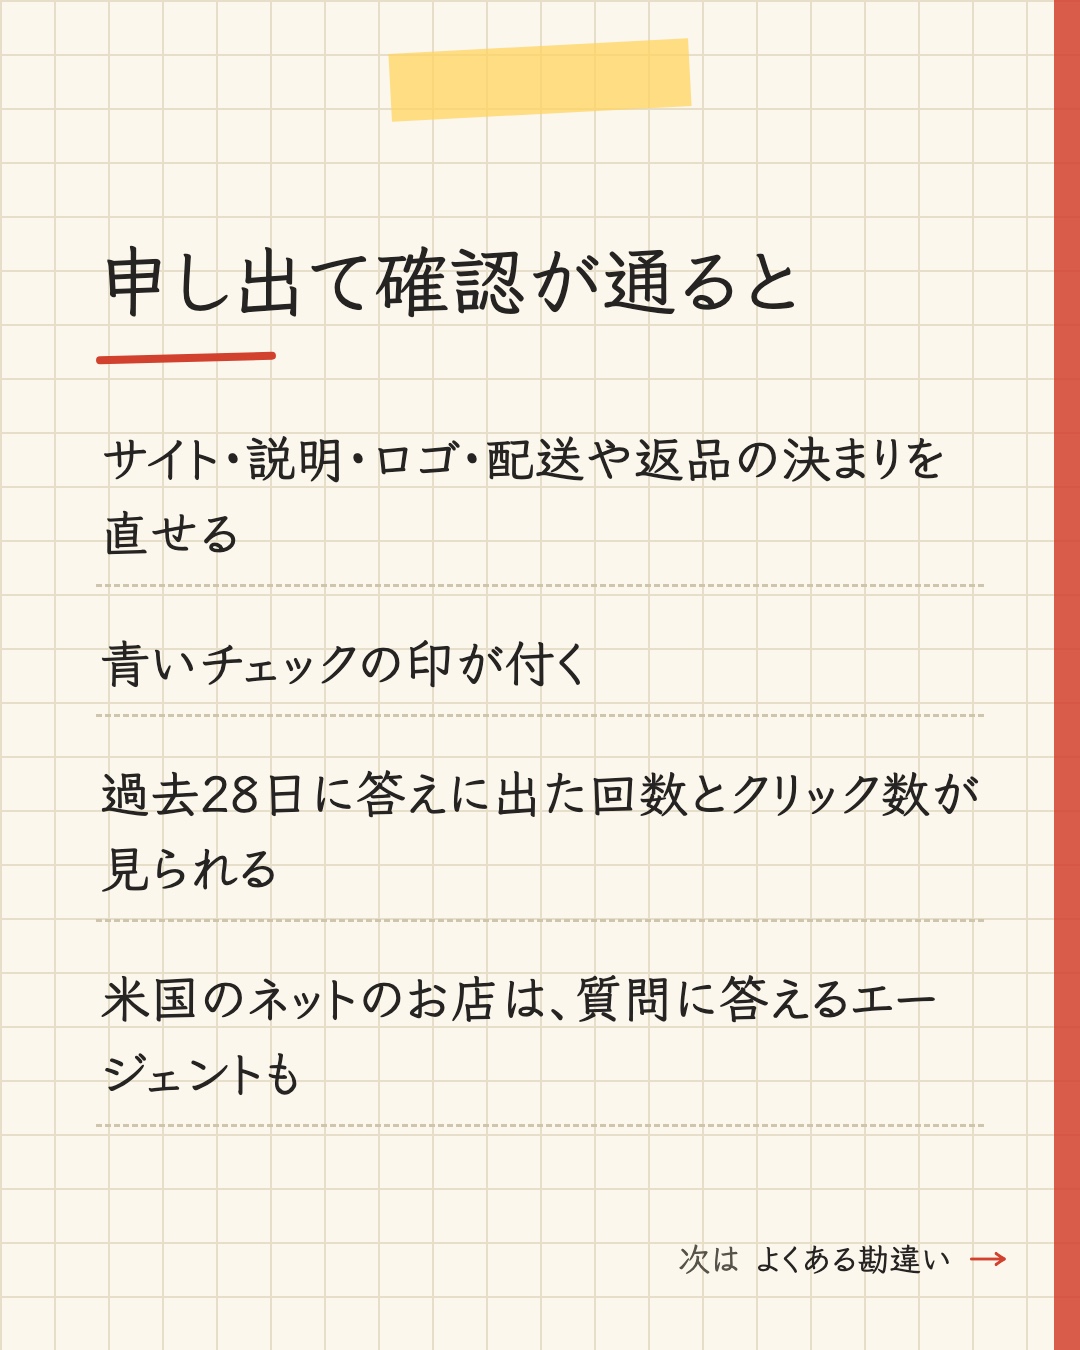 申し出て確認が通ると
サイト・説明・ロゴ・配送や返品の決まりを
直せる
青いチェックの印が付く
過去28日に答えに出た回数とクリック数が
見られる
米国のネットのお店は、質問に答えるエー
ジェントも
次は よくある勘違い →